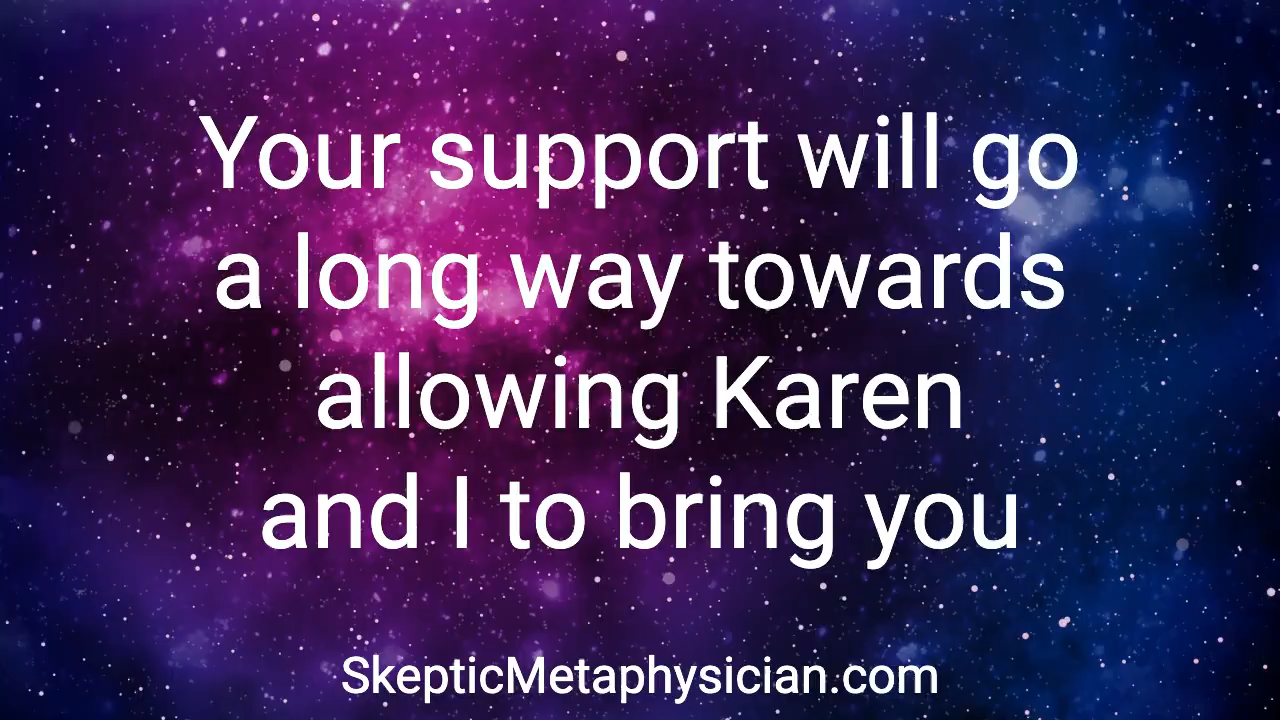 Your support will go
a long way towards
allowing Karen
and I to bring you
SkepticMetaphysician.com